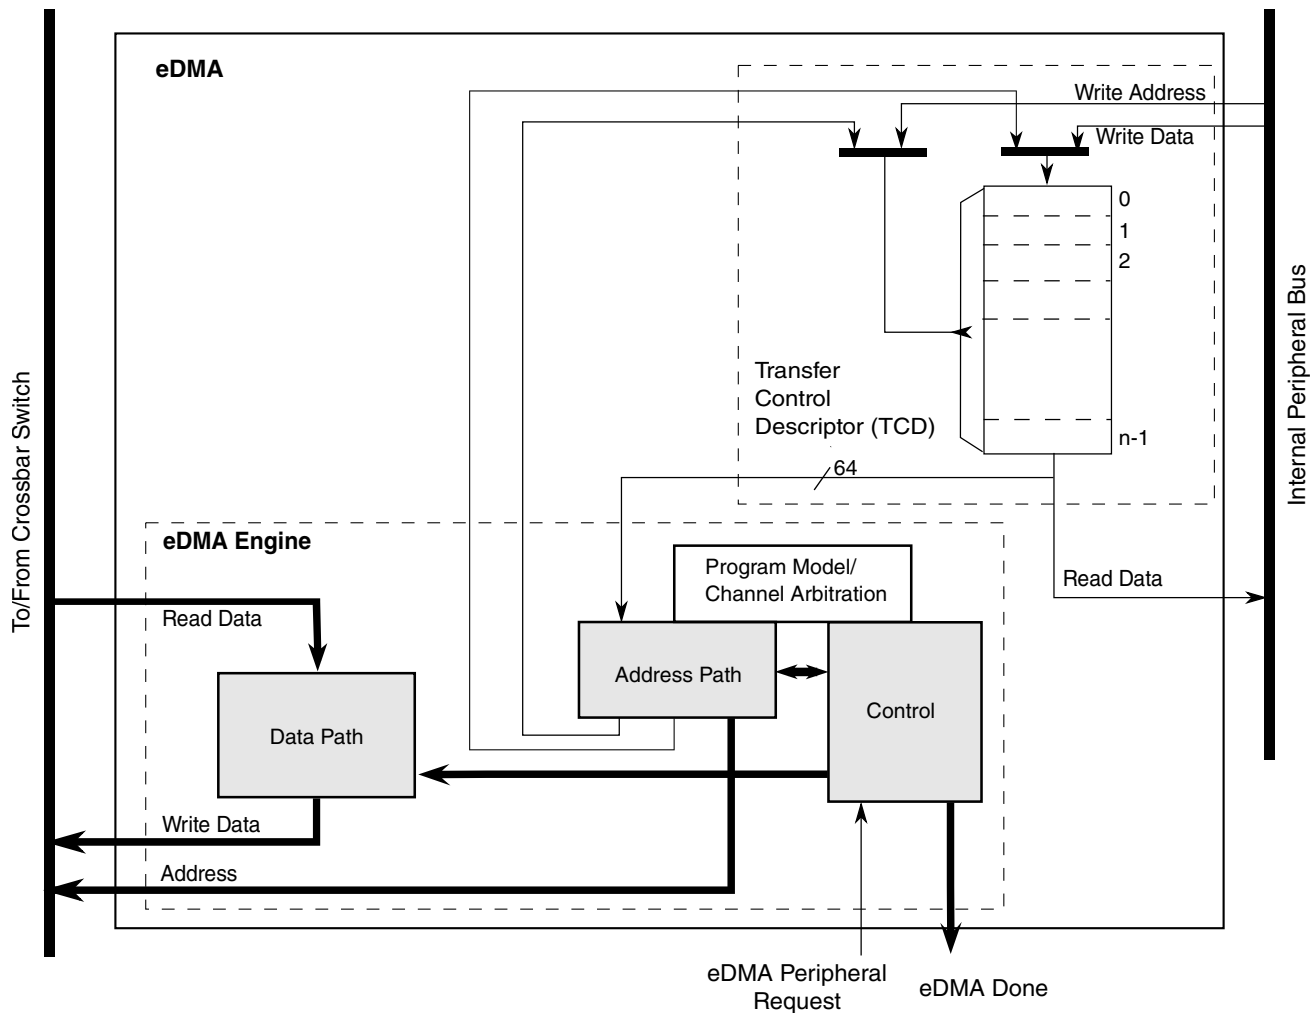 eDMA
Write Address
Write Data
0
1
2
n-1
Transfer
Control
Descriptor (TCD)
64
To/From Crossbar Switch
Internal Peripheral Bus
eDMA Engine
Program Model/
Channel Arbitration
Read Data
Read Data
Address Path
Control
Data Path
Write Data
Address
eDMA Peripheral
Request
eDMA Done